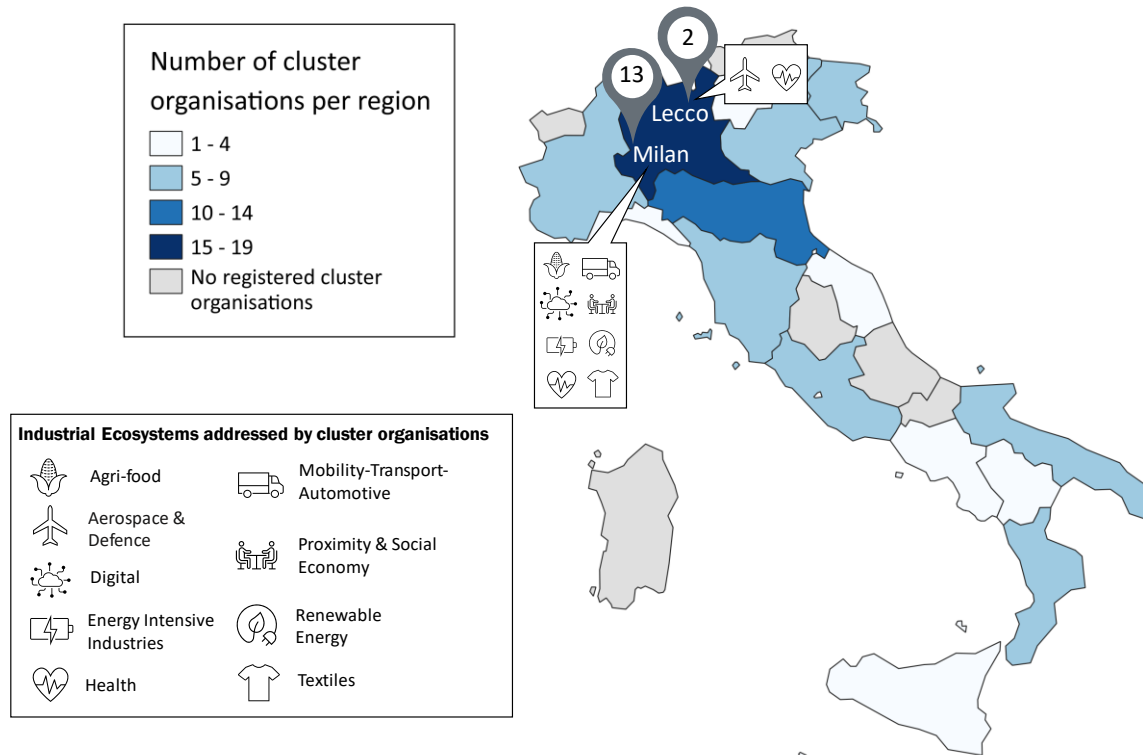 Number of cluster
organisations per region
1 - 4
5 - 9
10 - 14
15 - 19
No registered cluster
organisations
2
13
Lecco
Milan
Industrial Ecosystems addressed by cluster organisations
Agri-food
Aerospace &
Defence
Digital
Energy Intensive
Industries
Health
Mobility-Transport-
Automotive
Proximity & Social
Economy
Renewable
Energy
Textiles